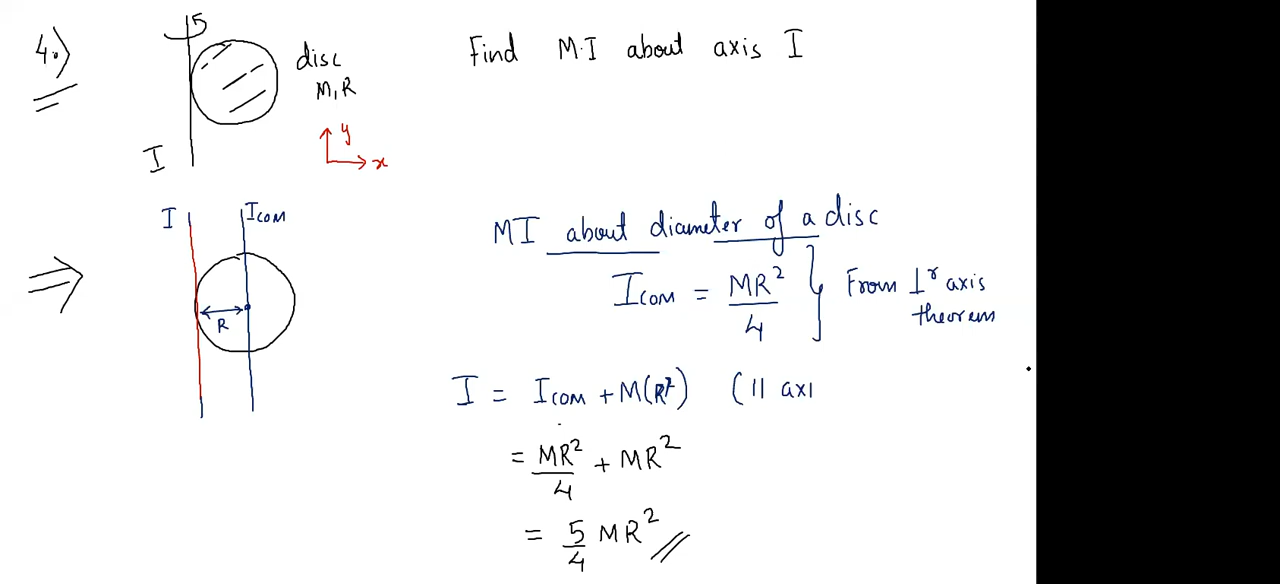 4.)
disc
M, R
Find M.I about axis I
y
x
I
I
Icom
R
MI about diameter of a disc
Icom = MR²/4 } From ⊥r axis
theorem
I = Icom + M(R²) (|| axi
= MR²/4 + MR²
= 5/4 MR²